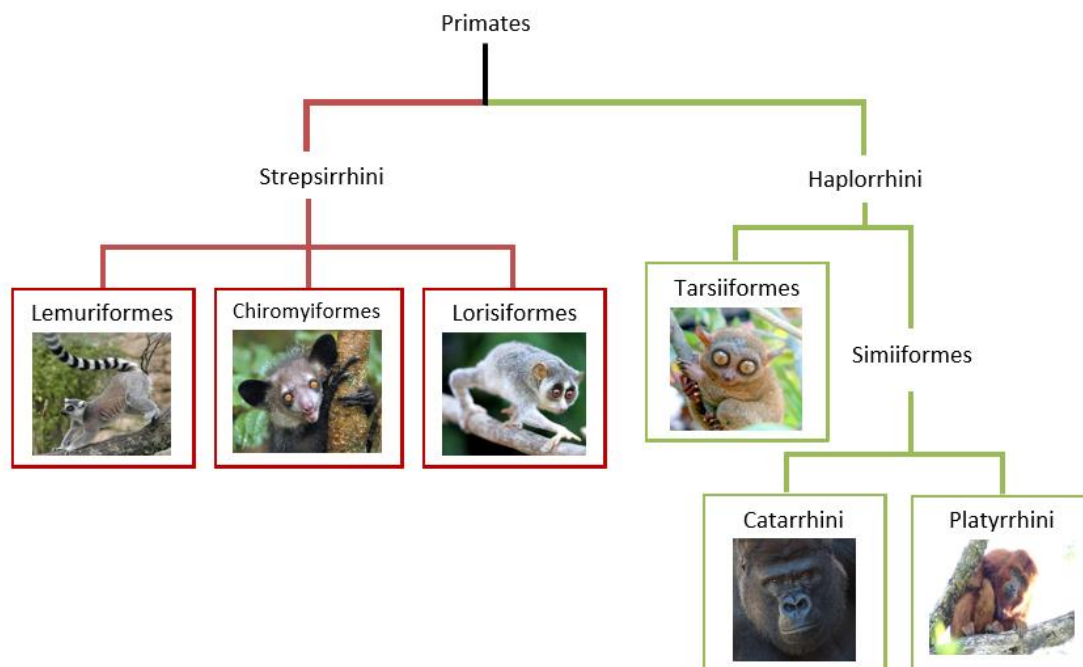 Primates
Strepsirrhini
Haplorrhini
Lemuriformes
Chiromyiformes
Lorisiformes
Tarsiiformes
Simiiformes
Catarrhini
Platyrrhini